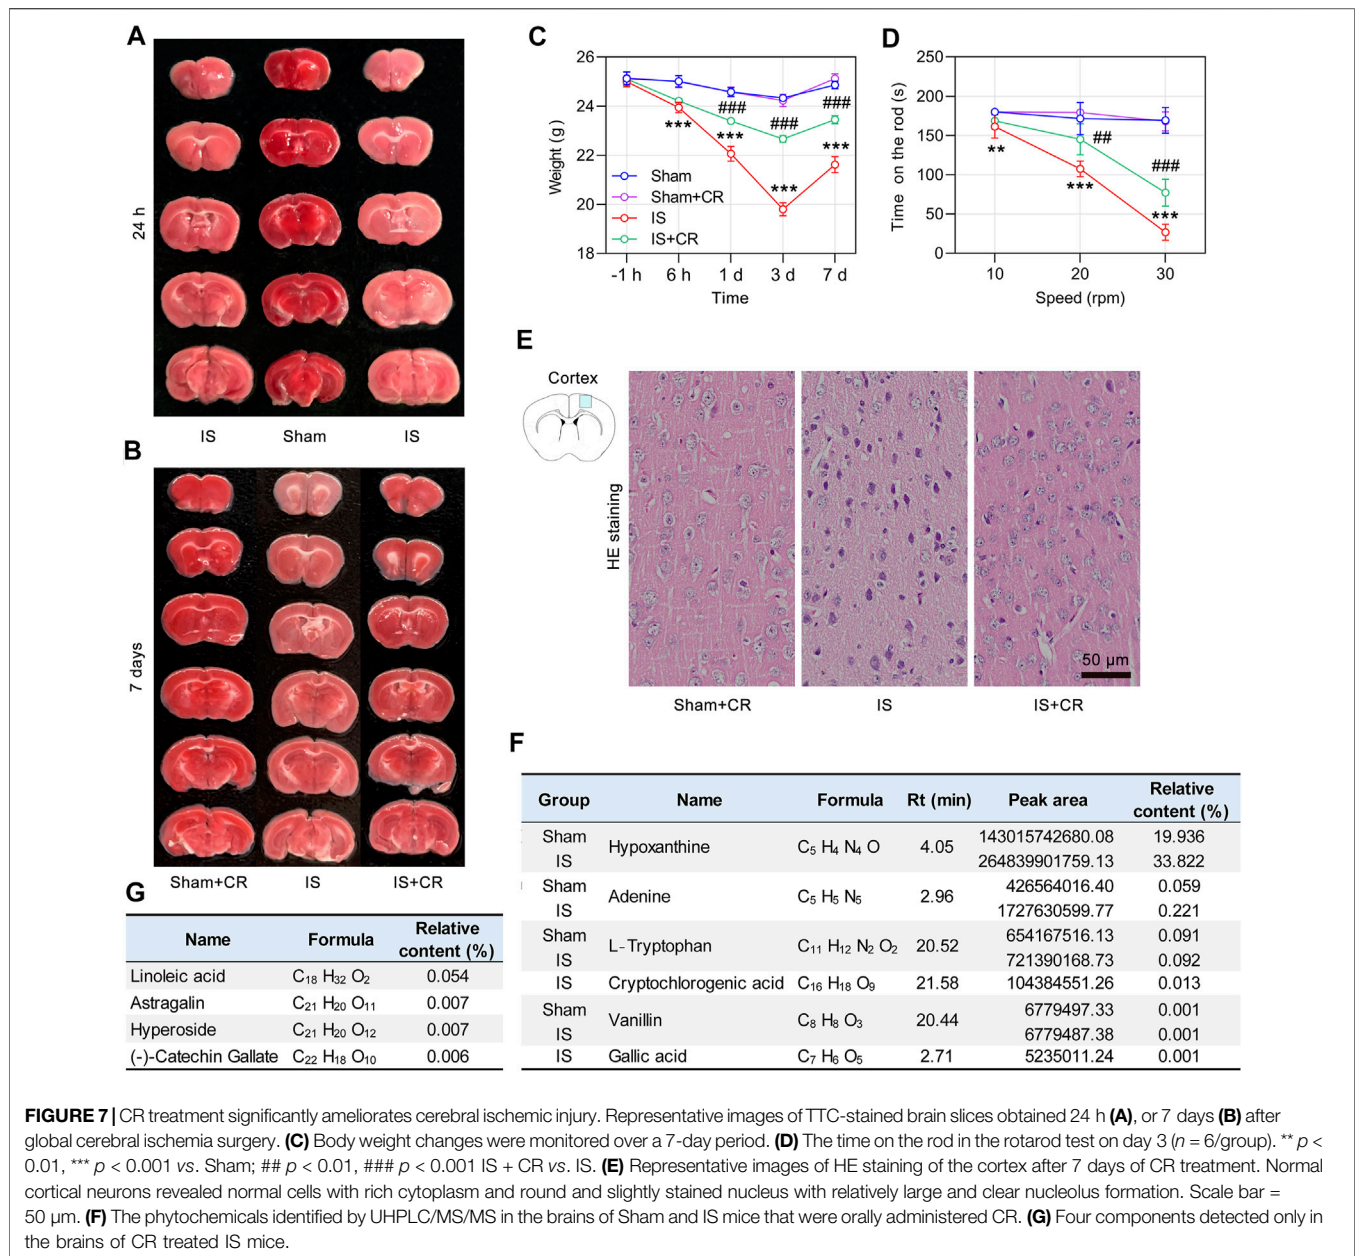 A
24 h
IS Sham IS
B
7 days
Sham+CR IS IS+CR
C
Weight (g)
26
24
22
20
18
-1 h 6 h 1 d 3 d 7 d
Time
Sham
Sham+CR
IS
IS+CR
***
###
***
###
***
###
***
D
Time on the rod (s)
250
200
150
100
50
0
10 20 30
Speed (rpm)
**
##
***
###
***
E
Cortex
HE staining
50 µm
Sham+CR IS IS+CR
F
Group Name Formula Rt (min) Peak area Relative content (%)
Sham Hypoxanthine C₅ H₄ N₄ O 4.05 143015742680.08 19.936
IS 264839901759.13 33.822
Sham Adenine C₅ H₅ N₅ 2.96 426564016.40 0.059
IS 1727630599.77 0.221
Sham L-Tryptophan C₁₁ H₁₂ N₂ O₂ 20.52 654167516.13 0.091
IS 721390168.73 0.092
IS Cryptochlorogenic acid C₁₆ H₁₈ O₉ 21.58 104384551.26 0.013
Sham Vanillin C₈ H₈ O₃ 20.44 6779497.33 0.001
IS 6779487.38 0.001
IS Gallic acid C₇ H₆ O₅ 2.71 5235011.24 0.001
G
Name Formula Relative content (%)
Linoleic acid C₁₈ H₃₂ O₂ 0.054
Astragalin C₂₁ H₂₀ O₁₁ 0.007
Hyperoside C₂₁ H₂₀ O₁₂ 0.007
(-)-Catechin Gallate C₂₂ H₁₈ O₁₀ 0.006
FIGURE 7 | CR treatment significantly ameliorates cerebral ischemic injury. Representative images of TTC-stained brain slices obtained 24 h (A), or 7 days (B) after
global cerebral ischemia surgery. (C) Body weight changes were monitored over a 7-day period. (D) The time on the rod in the rotarod test on day 3 (n = 6/group). ** p <
0.01, *** p < 0.001 vs. Sham; ## p < 0.01, ### p < 0.001 IS + CR vs. IS. (E) Representative images of HE staining of the cortex after 7 days of CR treatment. Normal
cortical neurons revealed normal cells with rich cytoplasm and round and slightly stained nucleus with relatively large and clear nucleolus formation. Scale bar =
50 µm. (F) The phytochemicals identified by UHPLC/MS/MS in the brains of Sham and IS mice that were orally administered CR. (G) Four components detected only in
the brains of CR treated IS mice.